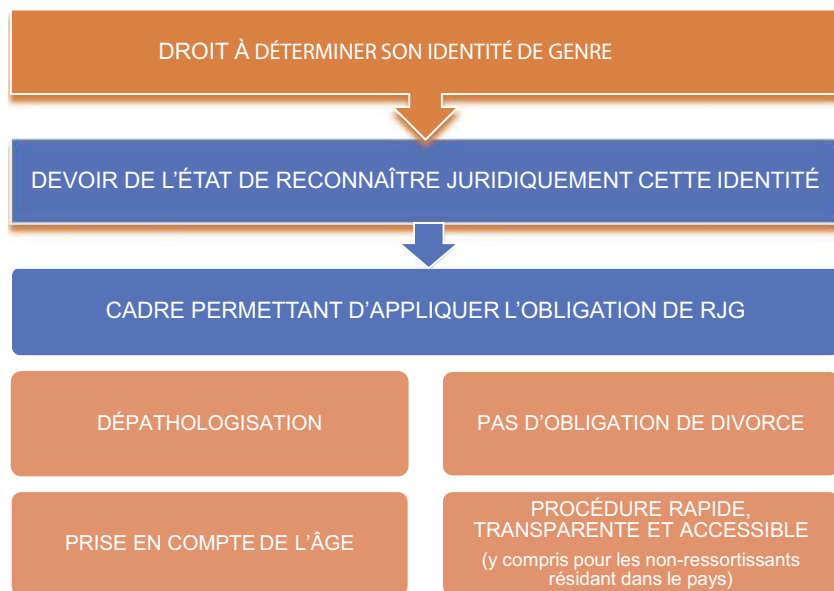 DROIT À DÉTERMINER SON IDENTITÉ DE GENRE
DEVOIR DE L’ÉTAT DE RECONNAÎTRE JURIDIQUEMENT CETTE IDENTITÉ
CADRE PERMETTANT D’APPLIQUER L’OBLIGATION DE RJG
DÉPATHOLOGISATION
PAS D’OBLIGATION DE DIVORCE
PRISE EN COMPTE DE L’ÂGE
PROCÉDURE RAPIDE,
TRANSPARENTE ET ACCESSIBLE
(y compris pour les non-ressortissants
résidant dans le pays)